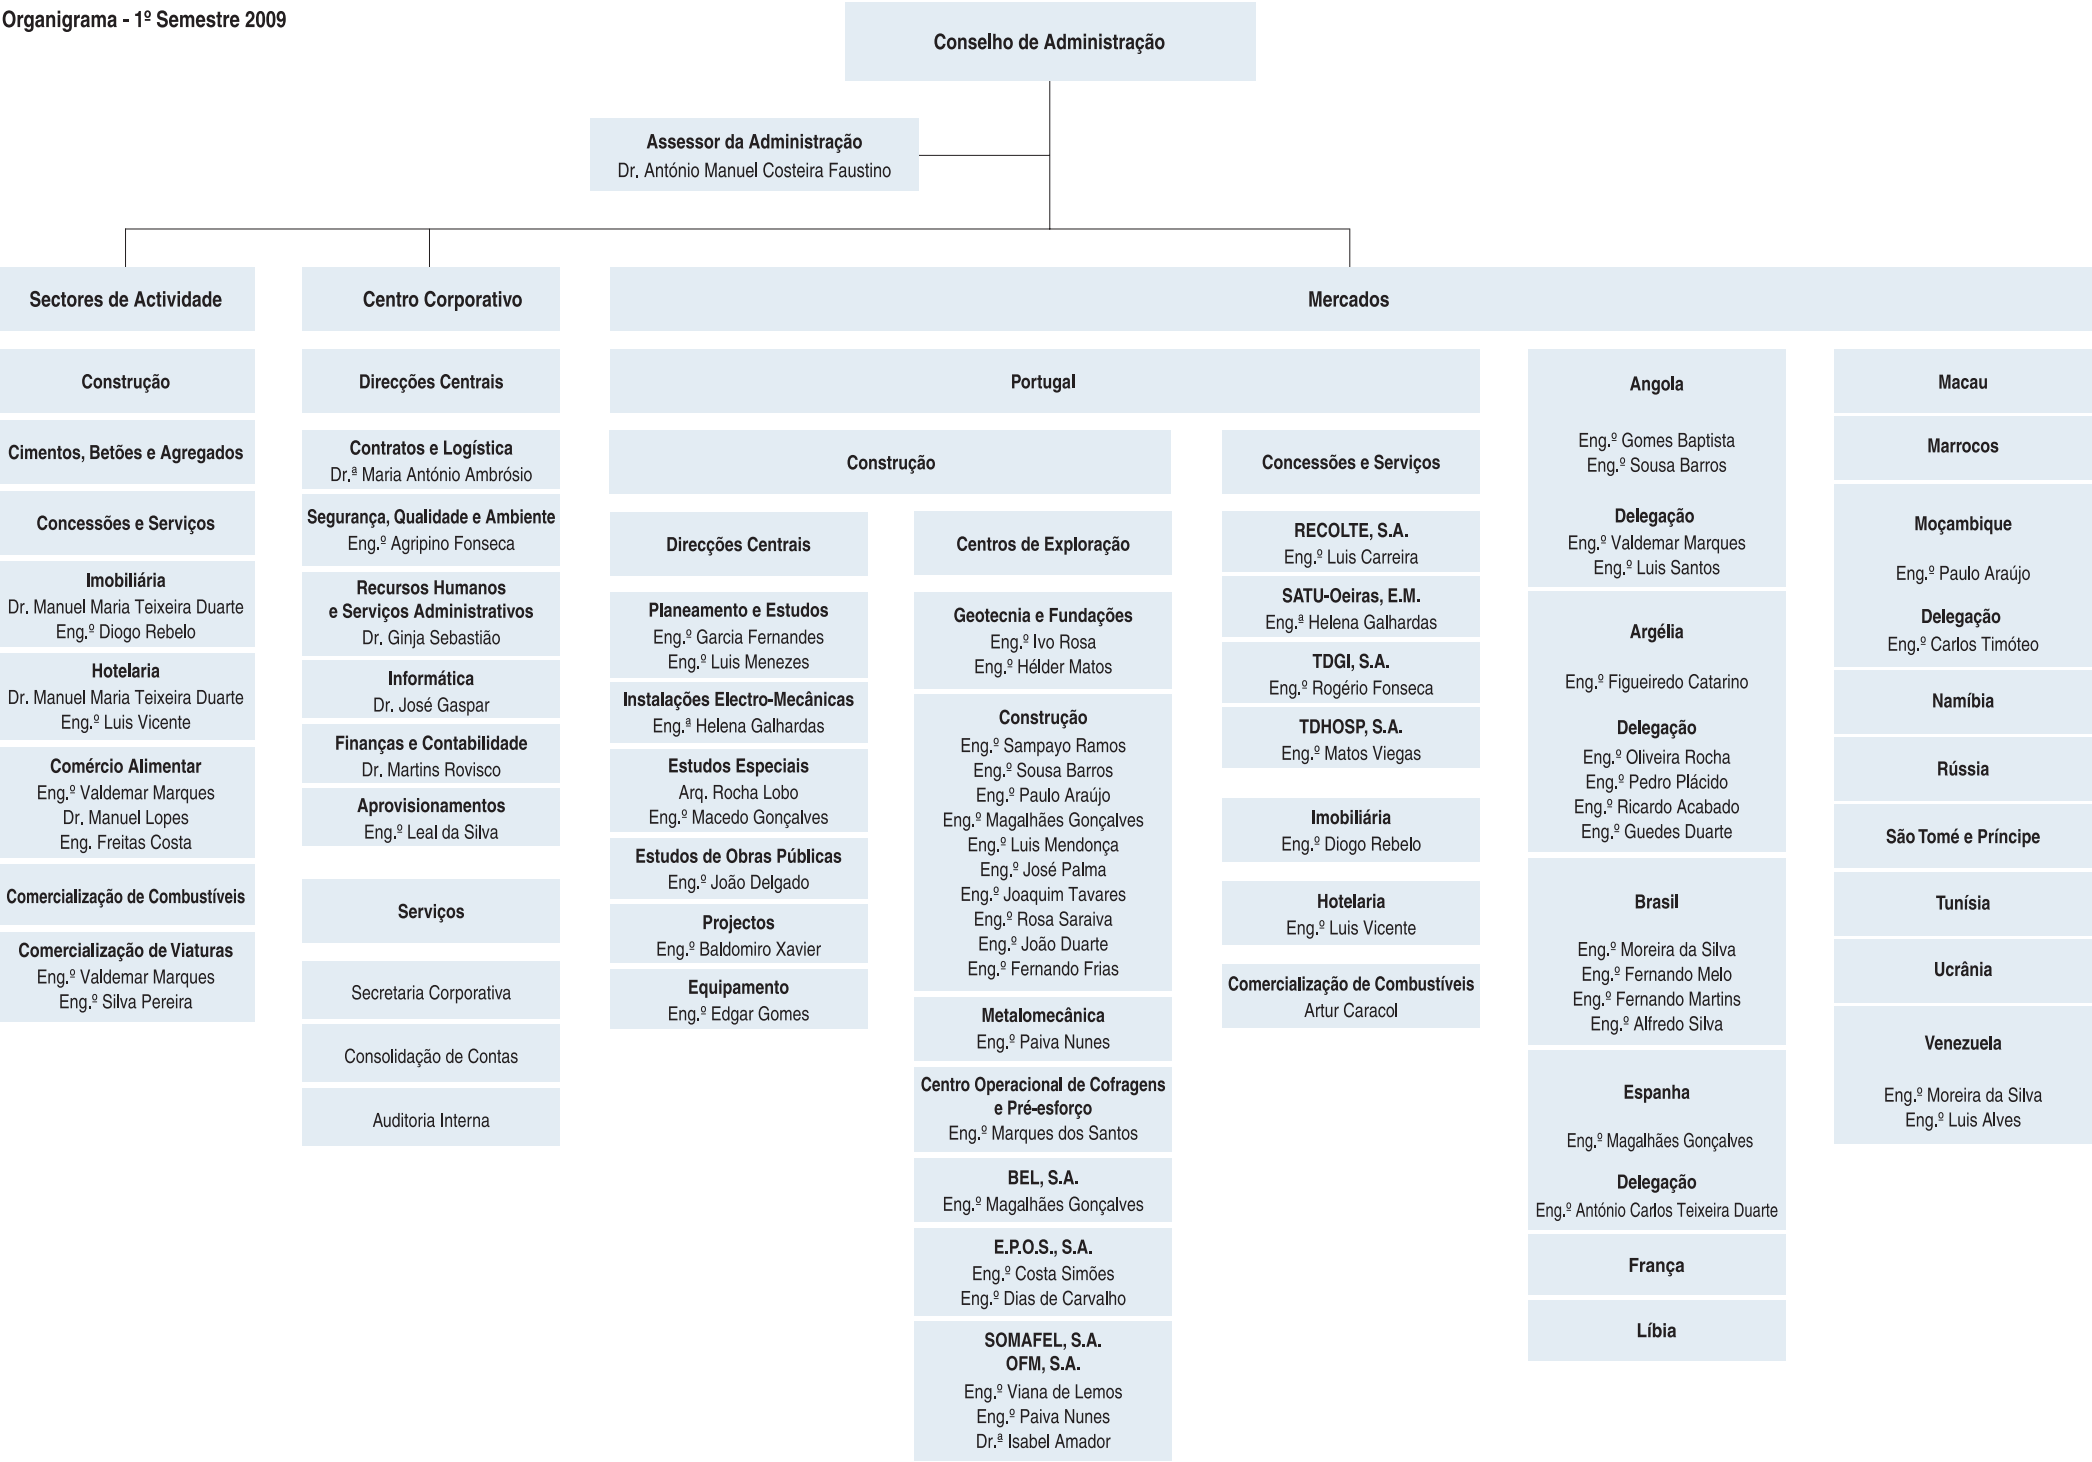 Organigrama - 1º Semestre 2009
Conselho de Administração
Assessor da Administração
Dr. António Manuel Costeira Faustino
Sectores de Actividade
Construção
Cimentos, Betões e Agregados
Concessões e Serviços
Imobiliária
Dr. Manuel Maria Teixeira Duarte
Eng.º Diogo Rebelo
Hotelaria
Dr. Manuel Maria Teixeira Duarte
Eng.º Luis Vicente
Comércio Alimentar
Eng.º Valdemar Marques
Dr. Manuel Lopes
Eng. Freitas Costa
Comercialização de Combustíveis
Comercialização de Viaturas
Eng.º Valdemar Marques
Eng.º Silva Pereira
Centro Corporativo
Direcções Centrais
Contratos e Logística
Dr.ª Maria António Ambrósio
Segurança, Qualidade e Ambiente
Eng.º Agripino Fonseca
Recursos Humanos
e Serviços Administrativos
Dr. Ginja Sebastião
Informática
Dr. José Gaspar
Finanças e Contabilidade
Dr. Martins Rovisco
Aprovisionamentos
Eng.º Leal da Silva
Serviços
Secretaria Corporativa
Consolidação de Contas
Auditoria Interna
Mercados
Portugal
Construção
Direcções Centrais
Planeamento e Estudos
Eng.º Garcia Fernandes
Eng.º Luis Menezes
Instalações Electro-Mecânicas
Eng.ª Helena Galhardas
Estudos Especiais
Arq. Rocha Lobo
Eng.º Macedo Gonçalves
Estudos de Obras Públicas
Eng.º João Delgado
Projectos
Eng.º Baldomiro Xavier
Equipamento
Eng.º Edgar Gomes
Centros de Exploração
Geotecnia e Fundações
Eng.º Ivo Rosa
Eng.º Hélder Matos
Construção
Eng.º Sampayo Ramos
Eng.º Sousa Barros
Eng.º Paulo Araújo
Eng.º Magalhães Gonçalves
Eng.º Luis Mendonça
Eng.º José Palma
Eng.º Joaquim Tavares
Eng.º Rosa Saraiva
Eng.º João Duarte
Eng.º Fernando Frias
Metalomecânica
Eng.º Paiva Nunes
Centro Operacional de Cofragens
e Pré-esforço
Eng.º Marques dos Santos
BEL, S.A.
Eng.º Magalhães Gonçalves
E.P.O.S., S.A.
Eng.º Costa Simões
Eng.º Dias de Carvalho
SOMAFEL, S.A.
OFM, S.A.
Eng.º Viana de Lemos
Eng.º Paiva Nunes
Dr.ª Isabel Amador
Concessões e Serviços
RECOLTE, S.A.
Eng.º Luis Carreira
SATU-Oeiras, E.M.
Eng.ª Helena Galhardas
TDGI, S.A.
Eng.º Rogério Fonseca
TDHOSP, S.A.
Eng.º Matos Viegas
Imobiliária
Eng.º Diogo Rebelo
Hotelaria
Eng.º Luis Vicente
Comercialização de Combustíveis
Artur Caracol
Angola
Eng.º Gomes Baptista
Eng.º Sousa Barros
Delegação
Eng.º Valdemar Marques
Eng.º Luis Santos
Argélia
Eng.º Figueiredo Catarino
Delegação
Eng.º Oliveira Rocha
Eng.º Pedro Plácido
Eng.º Ricardo Acabado
Eng.º Guedes Duarte
Brasil
Eng.º Moreira da Silva
Eng.º Fernando Melo
Eng.º Fernando Martins
Eng.º Alfredo Silva
Espanha
Eng.º Magalhães Gonçalves
Delegação
Eng.º António Carlos Teixeira Duarte
França
Líbia
Macau
Marrocos
Moçambique
Eng.º Paulo Araújo
Delegação
Eng.º Carlos Timóteo
Namíbia
Rússia
São Tomé e Príncipe
Tunísia
Ucrânia
Venezuela
Eng.º Moreira da Silva
Eng.º Luis Alves